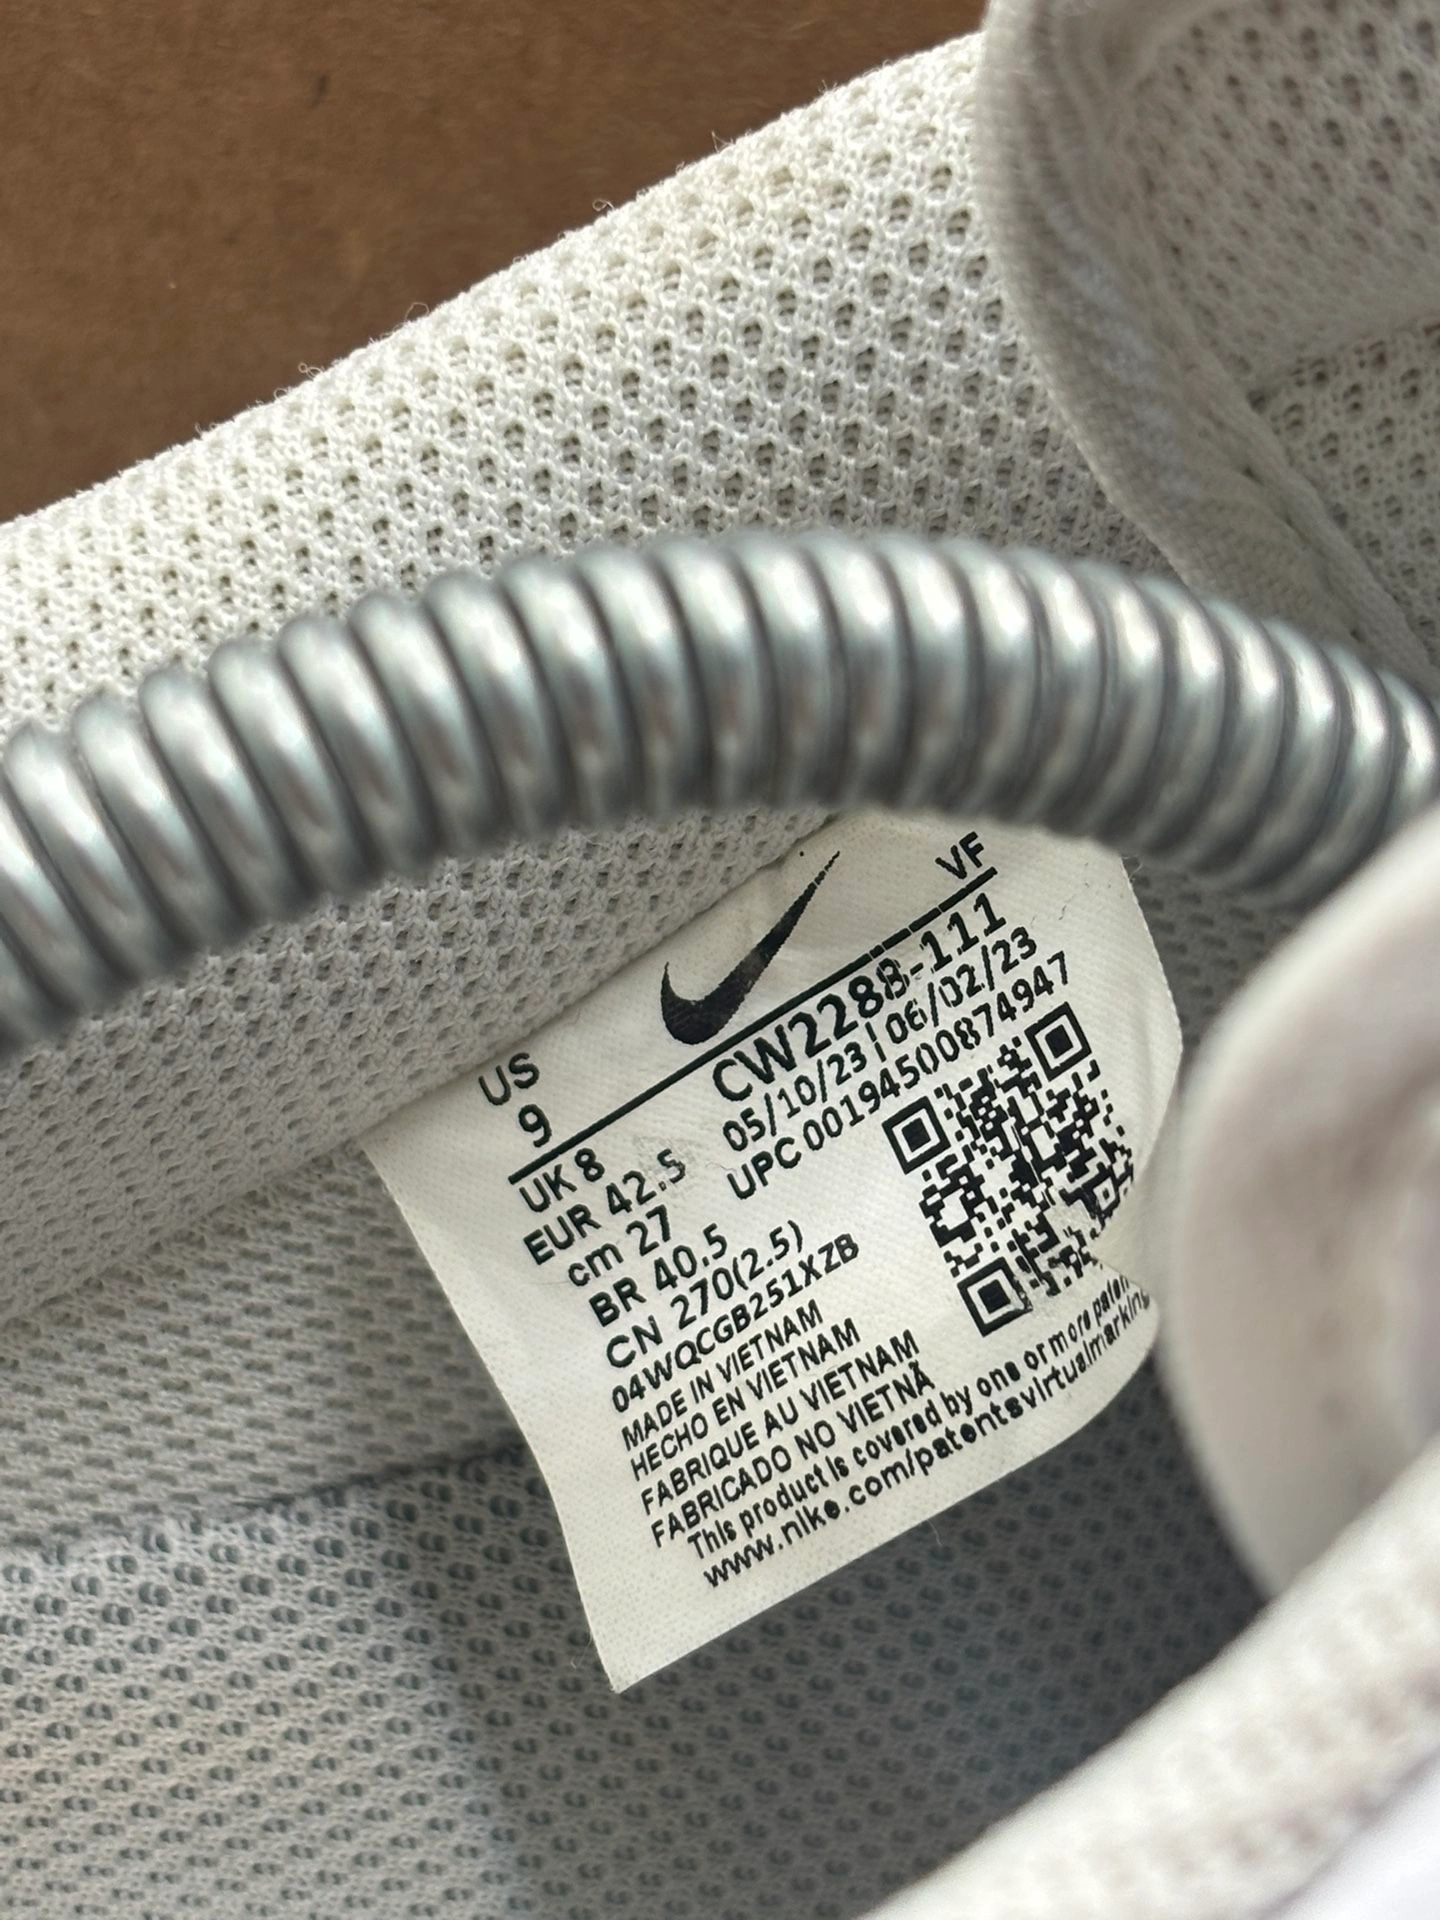 VF
US
9
CW2288-111
05/10/23 | 06/02/23
UPC 00194500874947
UK 8
EUR 42.5
cm 27
BR 40.5
CN 270(2.5)
04WQCGB251XZB
MADE IN VIETNAM
HECHO EN VIETNAM
FABRIQUE AU VIETNAM
FABRICADO NO VIETNÃ
This product is covered by one or more
www.nike.com/patentsvirtualmarking